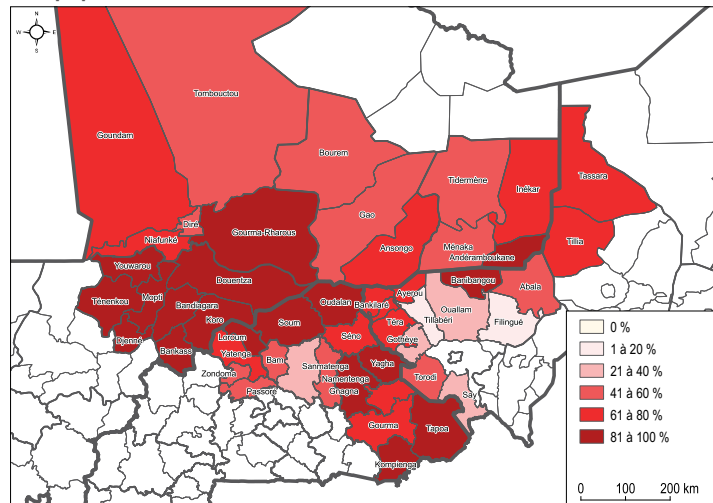 N
W E
S
Tombouctou
Goundam
Bourem
Tidermène
Inékar
Tassara
Gao
Diré
Gourma-Rharous
Niafunké
Ménaka
Tillia
Ansongo
Andéramboukane
Youwarou
Douentza
Banibangou
Abala
Ténenkou
Mopti
Oudalan
Bankilaré
Ayerou
Ouallam
Bandiagara
Soum
Tillabéri
Filingué
Koro
Téra
Djenné
Loroum
Séno
Gothèye
Bankass
Yatenga
Bam
Sanmatenga
Yagha
Zondoma
Namentenga
Torodi
Passoré
Gnagna
Say
Gourma
Tapoa
Kompienga
0 %
1 à 20 %
21 à 40 %
41 à 60 %
61 à 80 %
81 à 100 %
0 100 200 km